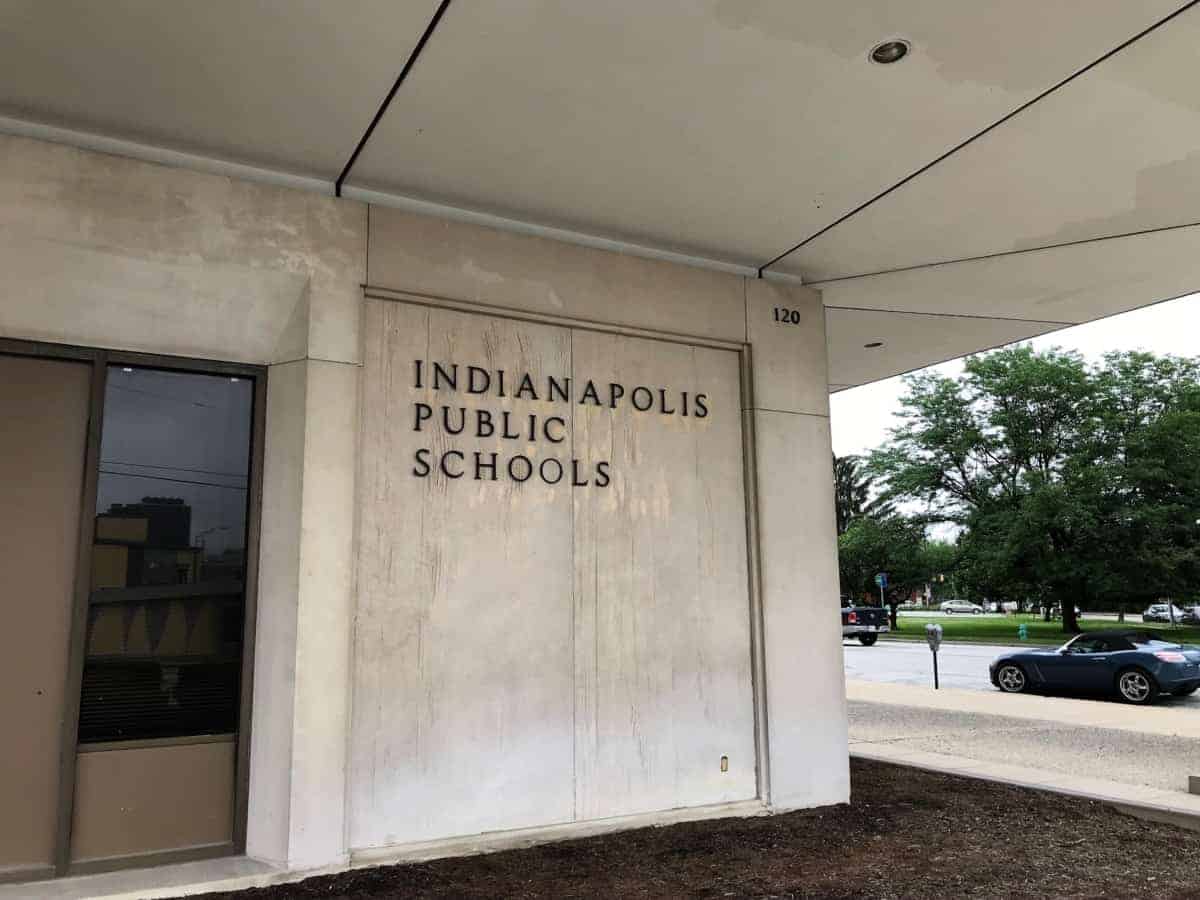 120
INDIANAPOLIS
PUBLIC
SCHOOLS